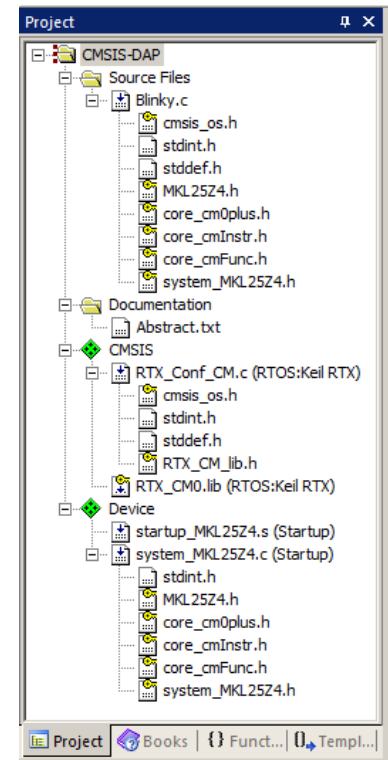 Project
CMSIS-DAP
Source Files
Blinky.c
cmsis_os.h
stdint.h
stddef.h
MKL25Z4.h
core_cm0plus.h
core_cmInstr.h
core_cmFunc.h
system_MKL25Z4.h
Documentation
Abstract.txt
CMSIS
RTX_Conf_CM.c (RTOS:Keil RTX)
cmsis_os.h
stdint.h
stddef.h
RTX_CM_lib.h
RTX_CM0.lib (RTOS:Keil RTX)
Device
startup_MKL25Z4.s (Startup)
system_MKL25Z4.c (Startup)
stdint.h
MKL25Z4.h
core_cm0plus.h
core_cmInstr.h
core_cmFunc.h
system_MKL25Z4.h
Project Books {} Funct... 0 Templ...